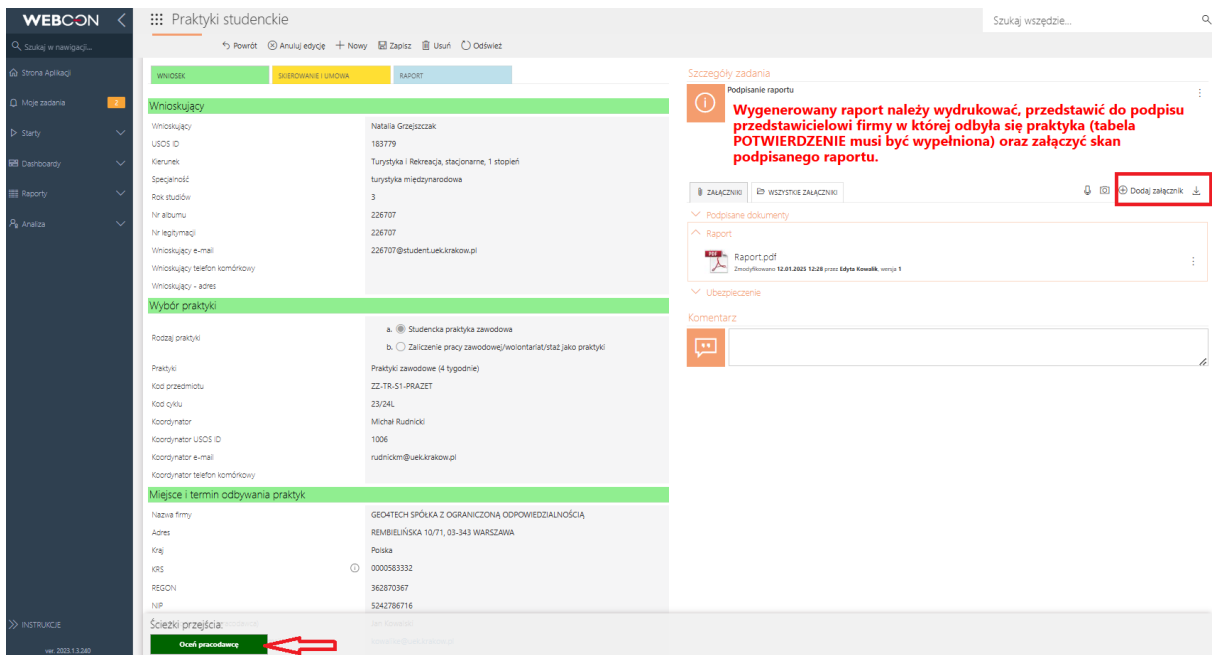 WEBCON
Praktyki studenckie
Szukaj wszędzie...
Szukaj w nawigacji...
Powrót Anuluj edycję Nowy Zapisz Usuń Odśwież
Strona Aplikacji
Moje zadania 2
Starty
Dashboardy
Raporty
Analiza
INSTRUKCJE
ver. 2023.1.3.240
WNIOSEK SKIEROWANIE I UMOWA RAPORT
Wnioskujący
Wnioskujący Natalia Grzejszczak
USOS ID 183779
Kierunek Turystyka i Rekreacja, stacjonarne, 1 stopień
Specjalność turystyka międzynarodowa
Rok studiów 3
Nr albumu 226707
Nr legitymacji 226707
Wnioskujący e-mail 226707@student.uek.krakow.pl
Wnioskujący telefon komórkowy
Wnioskujący - adres
Wybór praktyki
Rodzaj praktyki
a. Studencka praktyka zawodowa
b. Zaliczenie pracy zawodowej/wolontariat/staż jako praktyki
Praktyki Praktyki zawodowe (4 tygodnie)
Kod przedmiotu ZZ-TR-S1-PRAZET
Kod cyklu 23/24L
Koordynator Michał Rudnicki
Koordynator USOS ID 1006
Koordynator e-mail rudnickm@uek.krakow.pl
Koordynator telefon komórkowy
Miejsce i termin odbywania praktyk
Nazwa firmy GEO4TECH SPÓŁKA Z OGRANICZONĄ ODPOWIEDZIALNOŚCIĄ
Adres REMBIELIŃSKA 10/71, 03-343 WARSZAWA
Kraj Polska
KRS 0000583332
REGON 362870367
NIP 5242786716
Ścieżki przejścia:
Oceń pracodawcę
Szczegóły zadania
Podpisanie raportu
Wygenerowany raport należy wydrukować, przedstawić do podpisu
przedstawicielowi firmy w której odbyła się praktyka (tabela
POTWIERDZENIE musi być wypełniona) oraz załączyć skan
podpisanego raportu.
ZAŁĄCZNIKI WSZYSTKIE ZAŁĄCZNIKI Dodaj załącznik
Podpisane dokumenty
Raport
PDF Raport.pdf
Zmodyfikowano 12.01.2025 12:28 przez Edyta Kowalik, wersja 1
Ubezpieczenie
Komentarz